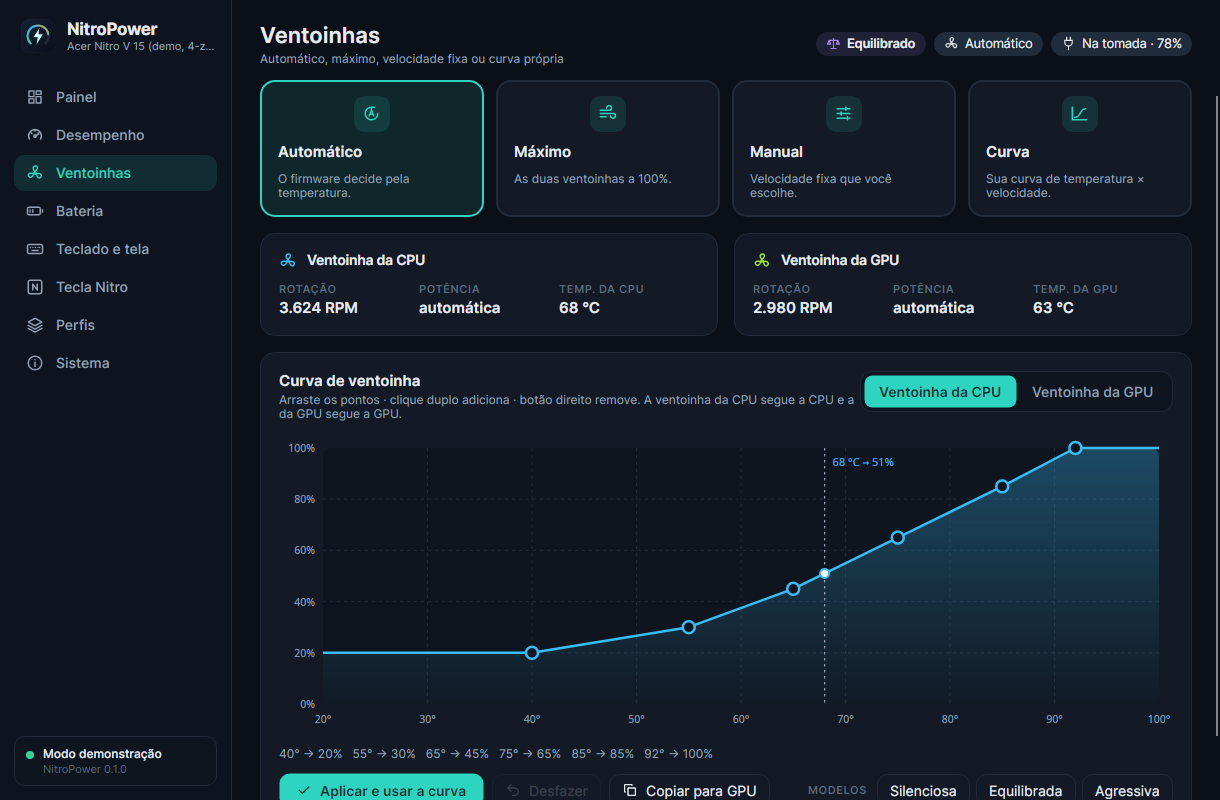 NitroPower
Acer Nitro V 15 (demo, 4-z...
Painel
Desempenho
Ventoinhas
Bateria
Teclado e tela
Tecla Nitro
Perfis
Sistema
Modo demonstração
NitroPower 0.1.0
Ventoinhas
Automático, máximo, velocidade fixa ou curva própria
Equilibrado
Automático
Na tomada · 78%
Automático
O firmware decide pela
temperatura.
Máximo
As duas ventoinhas a 100%.
Manual
Velocidade fixa que você
escolhe.
Curva
Sua curva de temperatura ×
velocidade.
Ventoinha da CPU
ROTAÇÃO POTÊNCIA TEMP. DA CPU
3.624 RPM automática 68 °C
Ventoinha da GPU
ROTAÇÃO POTÊNCIA TEMP. DA GPU
2.980 RPM automática 63 °C
Curva de ventoinha
Arraste os pontos · clique duplo adiciona · botão direito remove. A ventoinha da CPU segue a CPU e a
da GPU segue a GPU.
Ventoinha da CPU
Ventoinha da GPU
100%
80%
60%
40%
20%
0%
68 °C → 51%
20° 30° 40° 50° 60° 70° 80° 90° 100°
40° → 20% 55° → 30% 65° → 45% 75° → 65% 85° → 85% 92° → 100%
Aplicar e usar a curva
Desfazer
Copiar para GPU
MODELOS
Silenciosa
Equilibrada
Agressiva